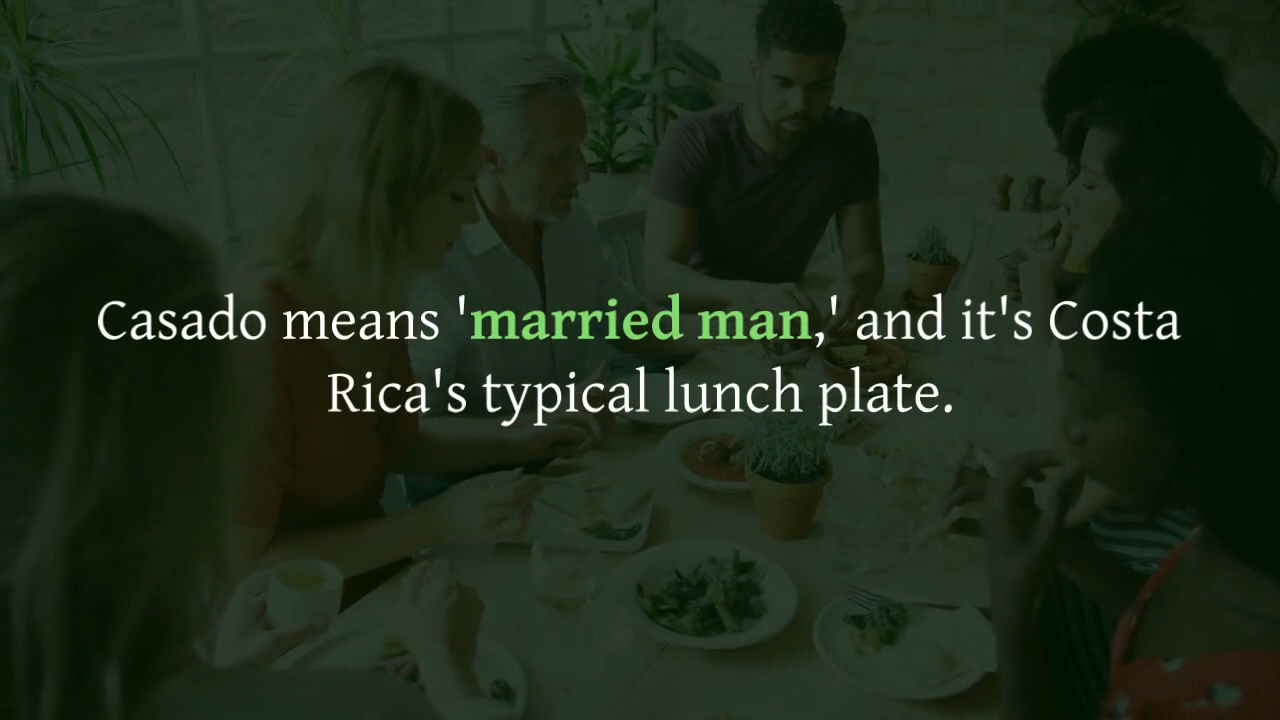 Casado means 'married man,' and it's Costa
Rica's typical lunch plate.